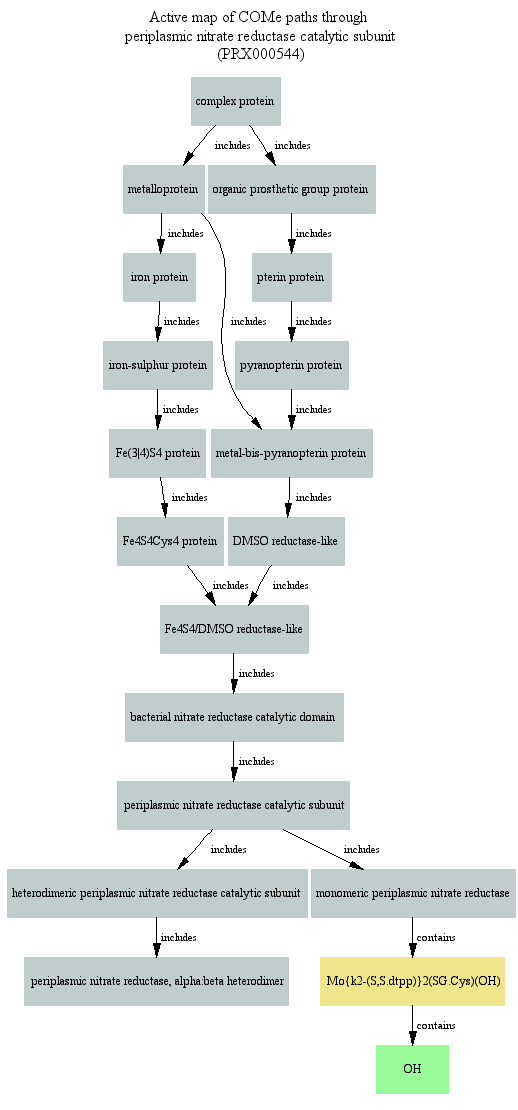 Active map of COMe paths through
periplasmic nitrate reductase catalytic subunit
(PRX000544)
complex protein
includes
includes
metalloprotein
organic prosthetic group protein
includes
includes
iron protein
pterin protein
includes
includes
includes
iron-sulphur protein
pyranopterin protein
includes
includes
Fe(3|4)S4 protein
metal-bis-pyranopterin protein
includes
includes
Fe4S4Cys4 protein
DMSO reductase-like
includes
includes
Fe4S4/DMSO reductase-like
includes
bacterial nitrate reductase catalytic domain
includes
periplasmic nitrate reductase catalytic subunit
includes
includes
heterodimeric periplasmic nitrate reductase catalytic subunit
monomeric periplasmic nitrate reductase
includes
contains
periplasmic nitrate reductase, alpha:beta heterodimer
Mo{k2-(S,S.dtpp)}2(SG.Cys)(OH)
contains
OH